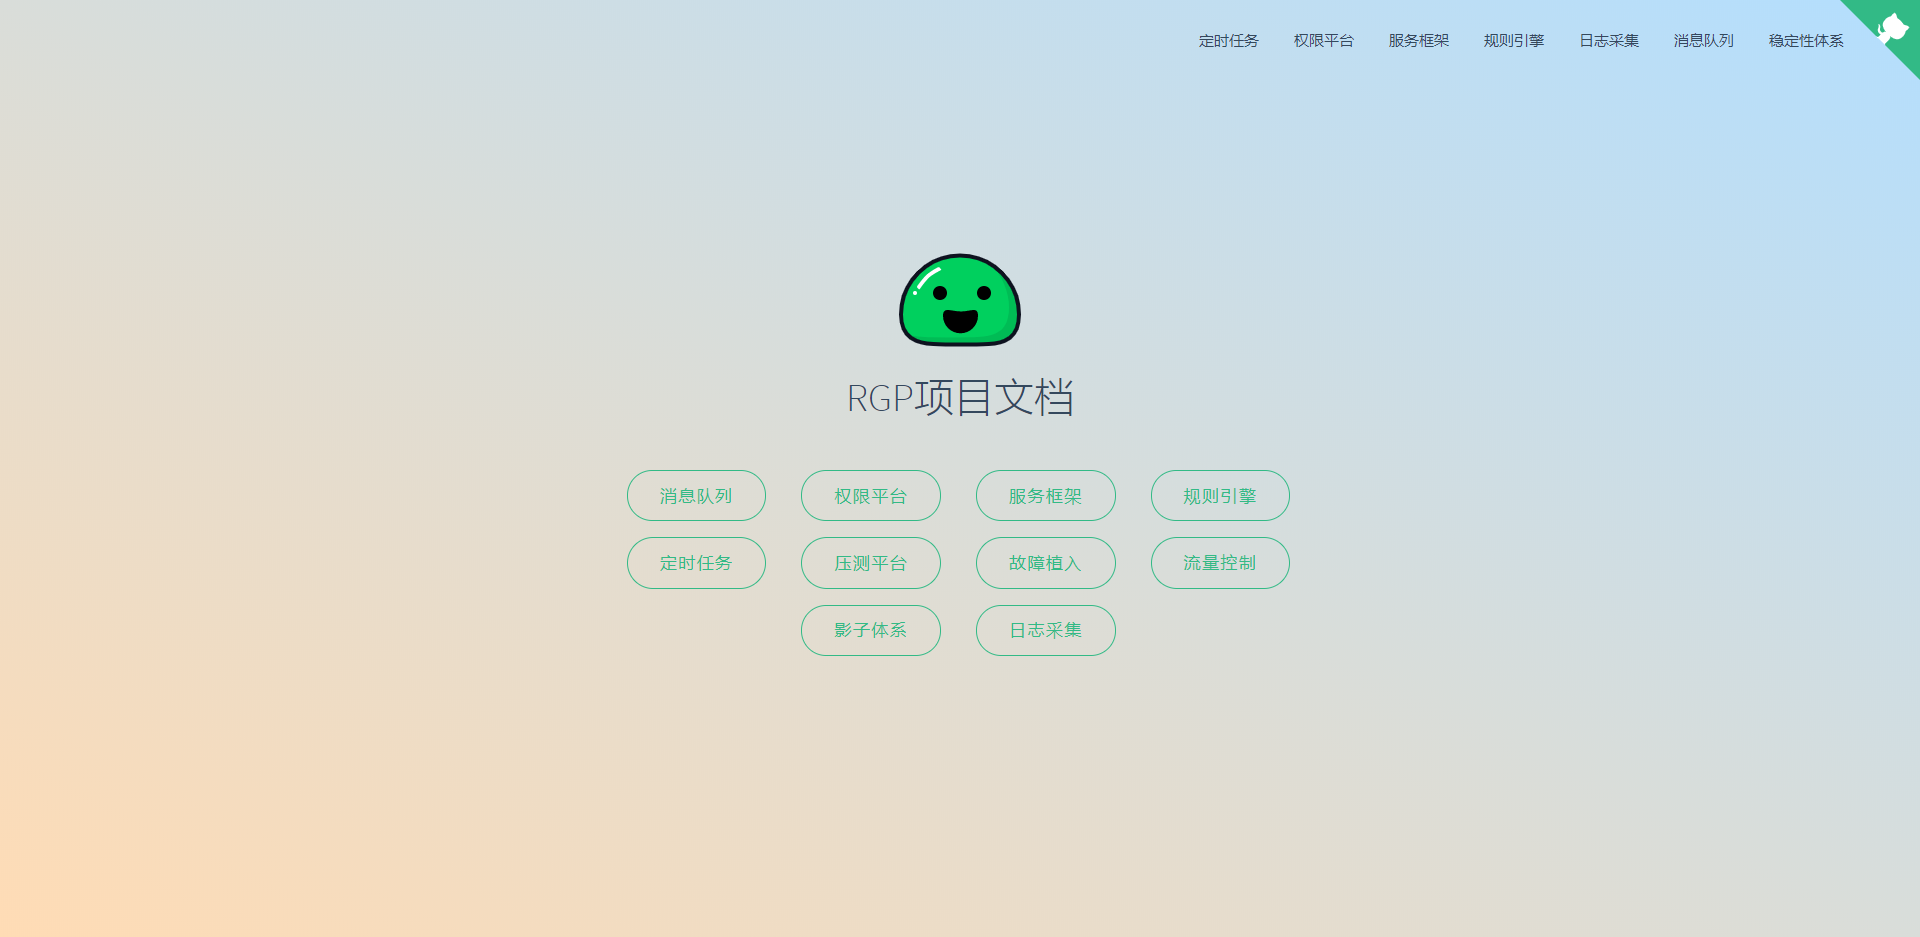 定时任务 权限平台 服务框架 规则引擎 日志采集 消息队列 稳定性体系
RGP项目文档
消息队列 权限平台 服务框架 规则引擎
定时任务 压测平台 故障植入 流量控制
影子体系 日志采集